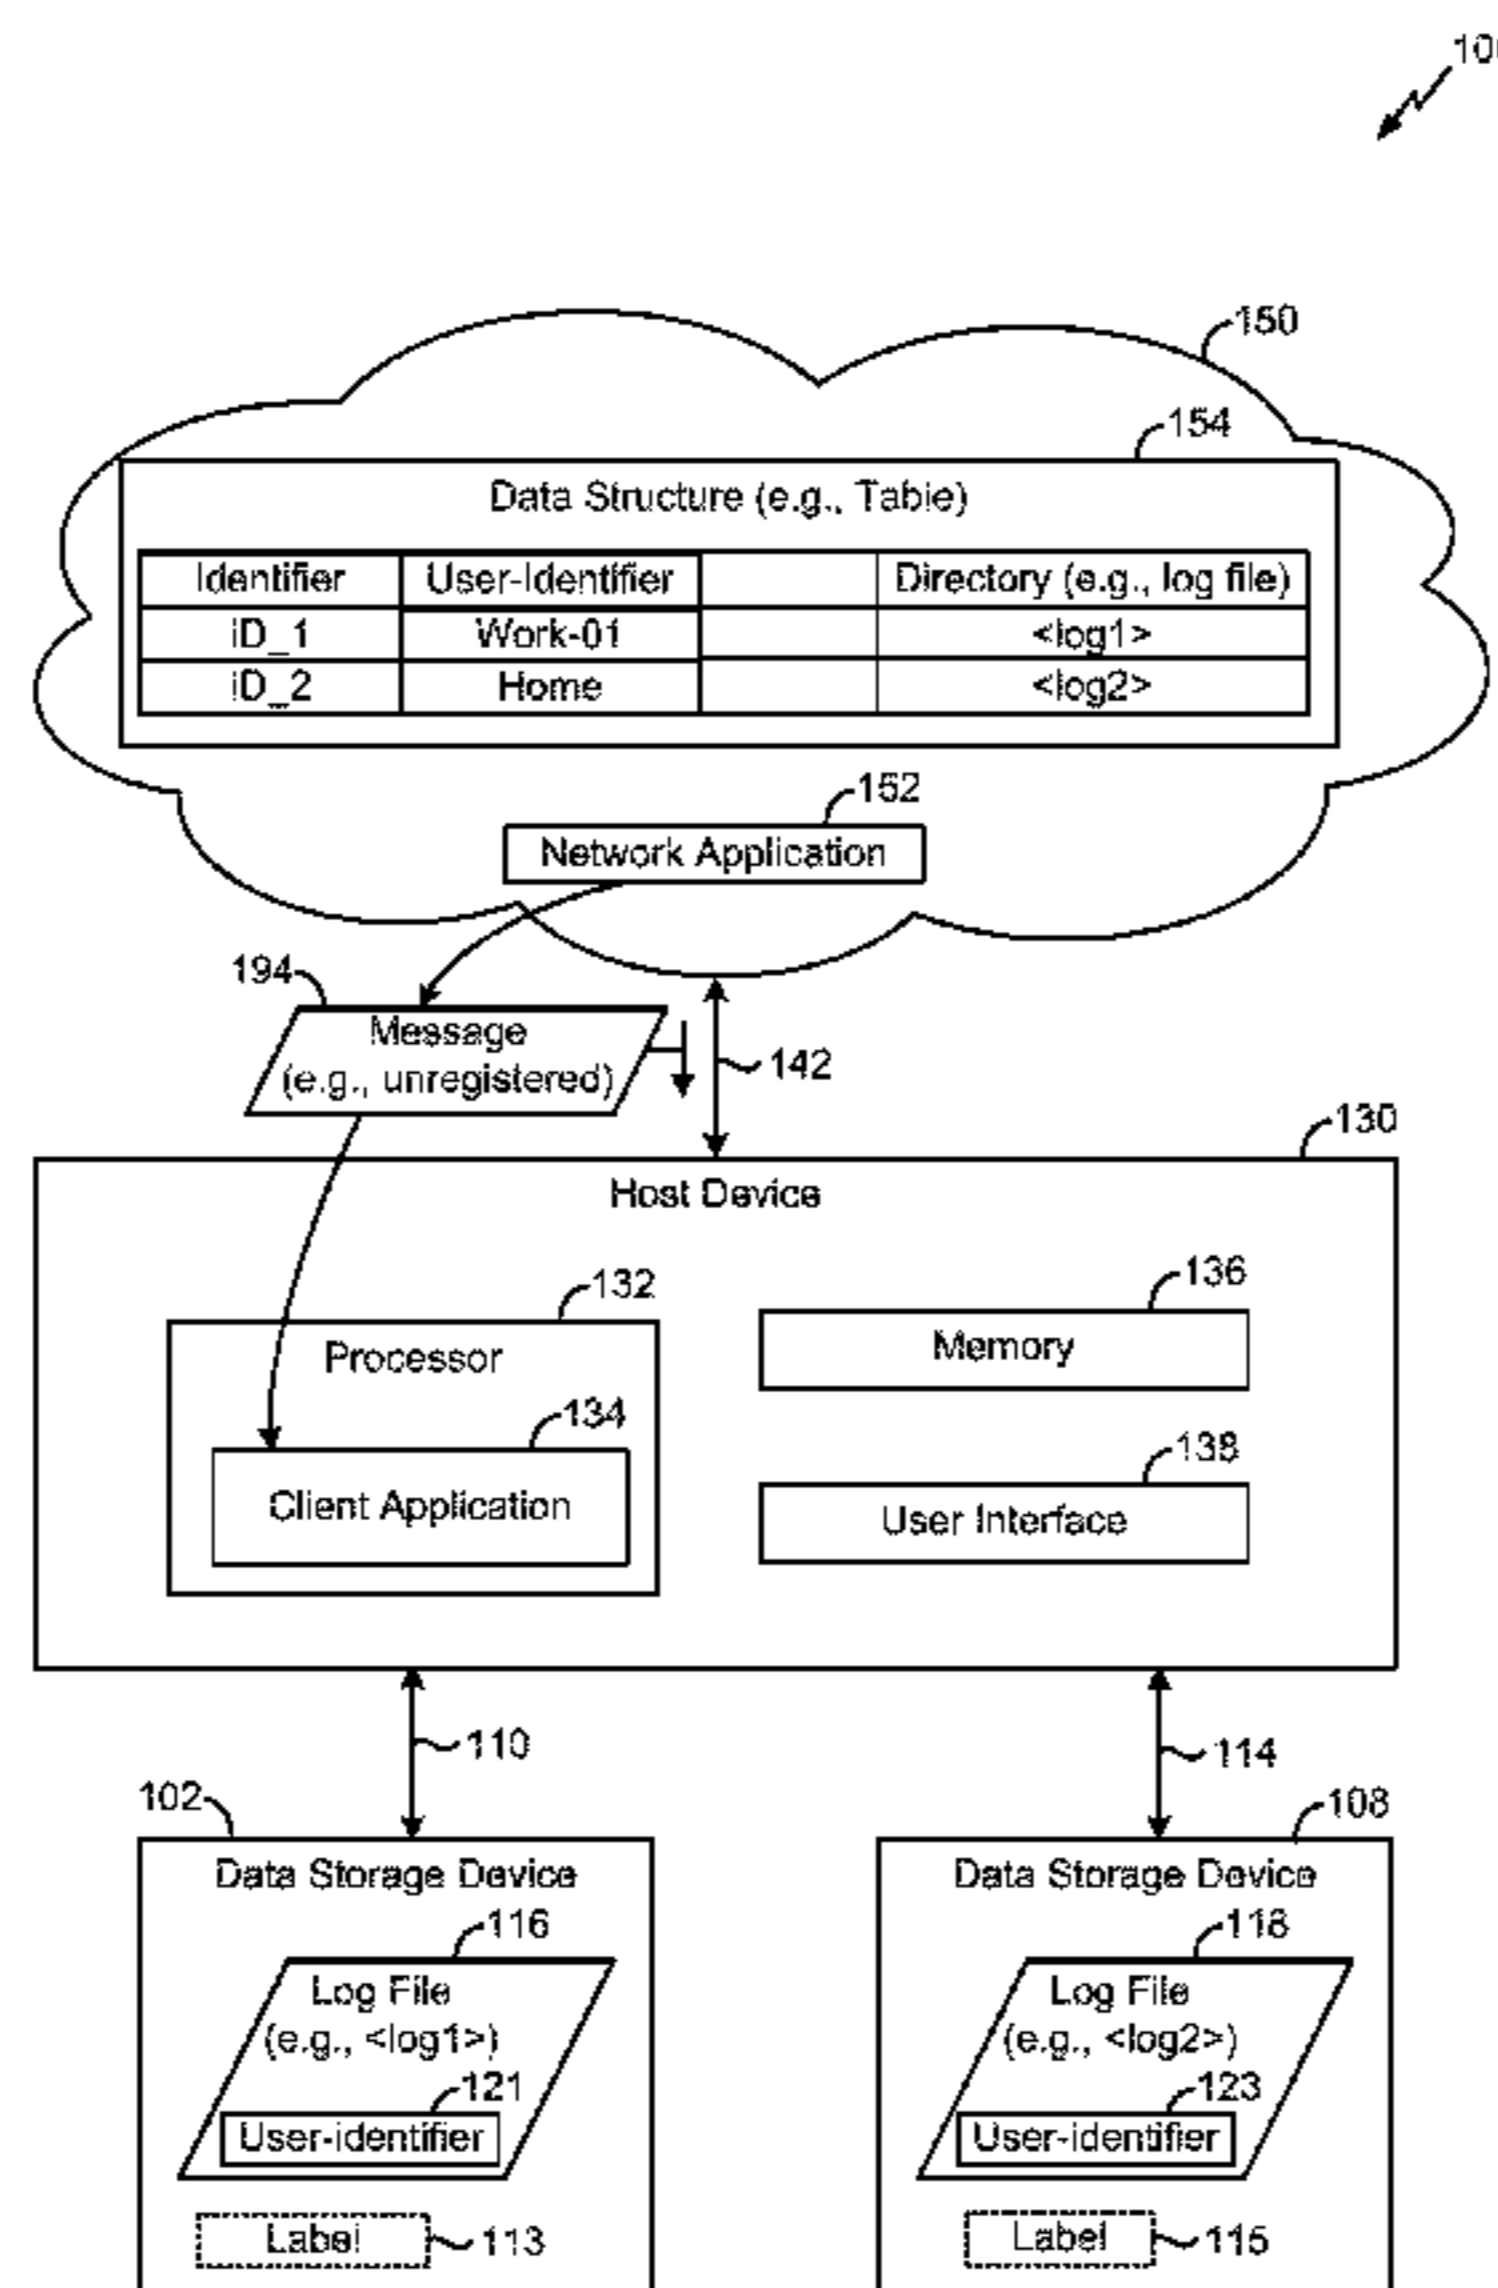 150
154
Data Structure (e.g., Table)
Identifier User-Identifier Directory (e.g., log file)
ID_1 Work-01 <log1>
ID_2 Home <log2>
152
Network Application
194
Message
(e.g., unregistered)
142
130
Host Device
132
136
Processor
Memory
134
138
Client Application
User Interface
110
114
102
108
Data Storage Device
Data Storage Device
116
118
Log File
(e.g., <log1>)
Log File
(e.g., <log2>)
121
123
User-identifier
User-identifier
Label
113
Label
115